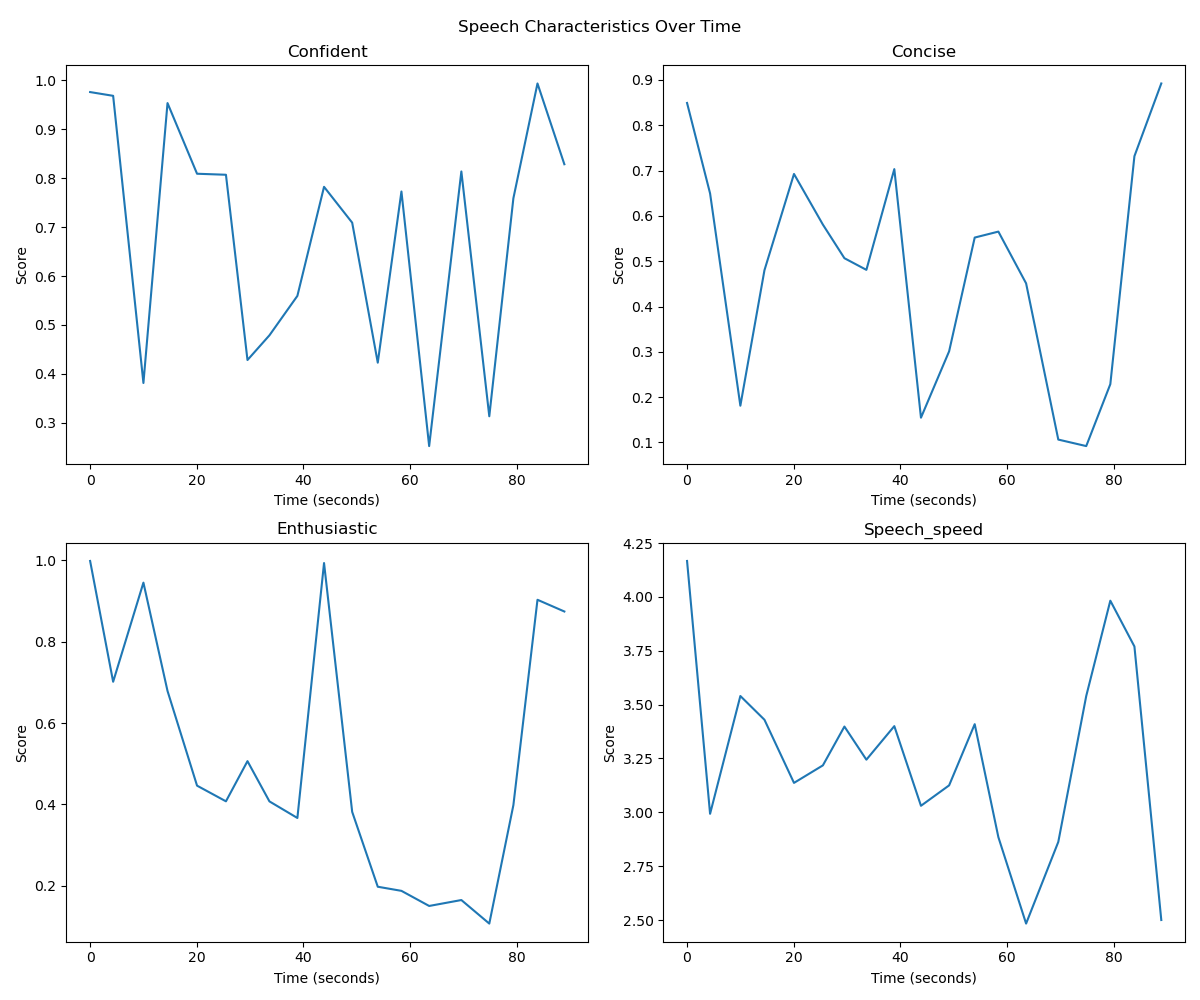 Speech Characteristics Over Time
Confident
1.0
0.9
0.8
0.7
0.6
0.5
0.4
0.3
Score
0 20 40 60 80
Time (seconds)
Concise
0.9
0.8
0.7
0.6
0.5
0.4
0.3
0.2
0.1
Score
0 20 40 60 80
Time (seconds)
Enthusiastic
1.0
0.8
0.6
0.4
0.2
Score
0 20 40 60 80
Time (seconds)
Speech_speed
4.25
4.00
3.75
3.50
3.25
3.00
2.75
2.50
Score
0 20 40 60 80
Time (seconds)